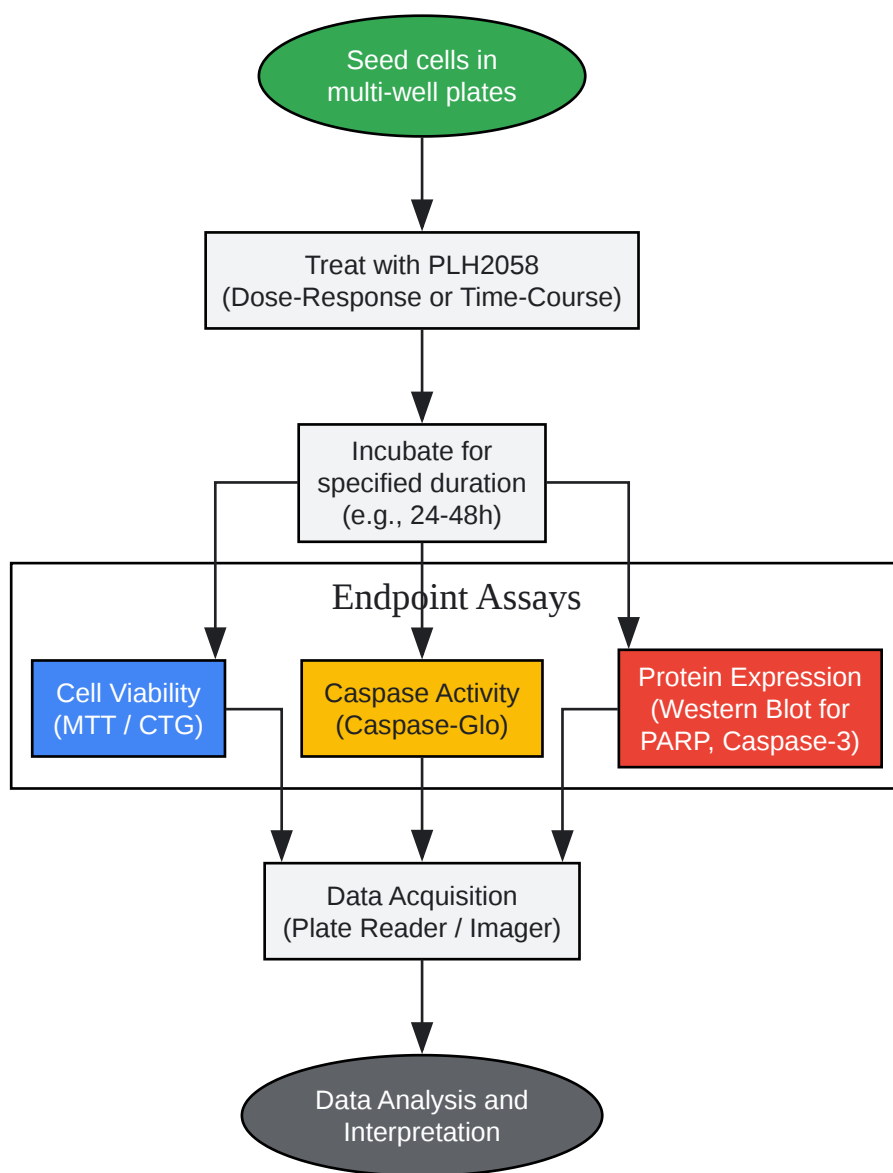 Seed cells in
multi-well plates
Treat with PLH2058
(Dose-Response or Time-Course)
Incubate for
specified duration
(e.g., 24-48h)
Endpoint Assays
Cell Viability
(MTT / CTG)
Caspase Activity
(Caspase-Glo)
Protein Expression
(Western Blot for
PARP, Caspase-3)
Data Acquisition
(Plate Reader / Imager)
Data Analysis and
Interpretation